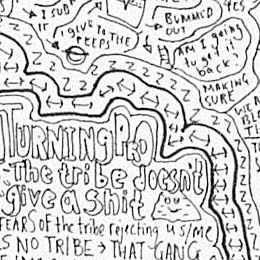 I SUB
IT
BUMMED
OUT
YES
I GIVE TO THE
PEEPS
AM I going
to get it
back?
MAKING
SURE
TURNING PRO
The tribe doesn't
give a shit
FEARS of the tribe rejecting us/me
NO TRIBE → THAT GANG